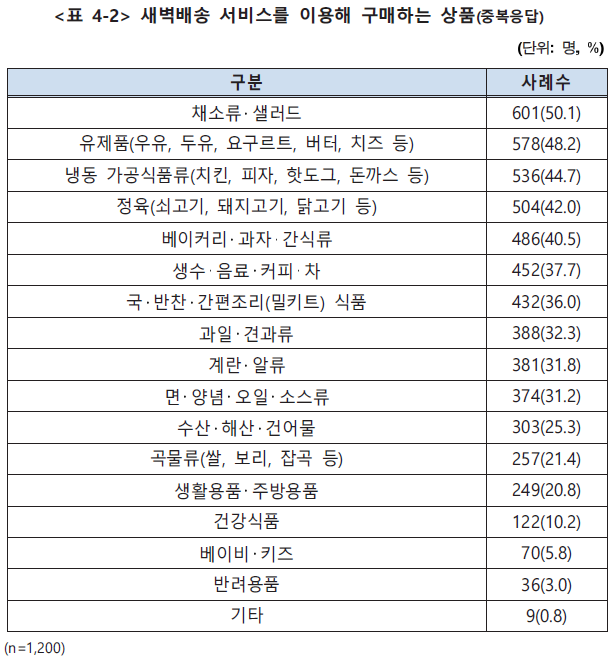 <표 4-2> 새벽배송 서비스를 이용해 구매하는 상품(중복응답)
(단위: 명, %)
구분 사례수
채소류·샐러드 601(50.1)
유제품(우유, 두유, 요구르트, 버터, 치즈 등) 578(48.2)
냉동 가공식품류(치킨, 피자, 핫도그, 돈까스 등) 536(44.7)
정육(쇠고기, 돼지고기, 닭고기 등) 504(42.0)
베이커리·과자·간식류 486(40.5)
생수·음료·커피·차 452(37.7)
국·반찬·간편조리(밀키트) 식품 432(36.0)
과일·견과류 388(32.3)
계란·알류 381(31.8)
면·양념·오일·소스류 374(31.2)
수산·해산·건어물 303(25.3)
곡물류(쌀, 보리, 잡곡 등) 257(21.4)
생활용품·주방용품 249(20.8)
건강식품 122(10.2)
베이비·키즈 70(5.8)
반려용품 36(3.0)
기타 9(0.8)
(n=1,200)